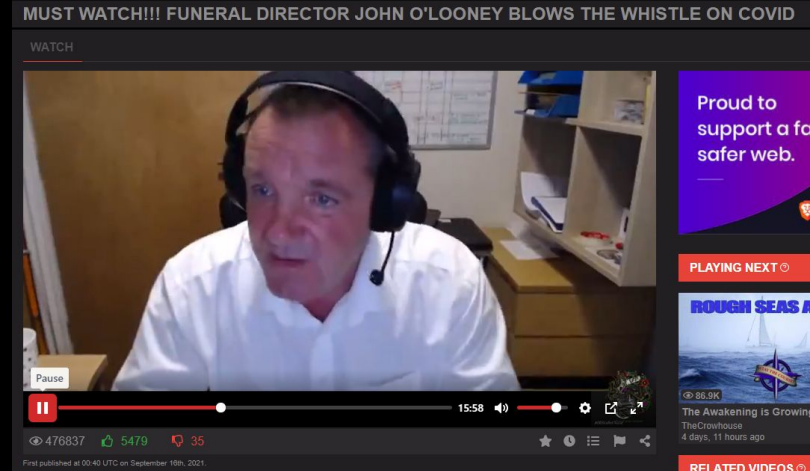 MUST WATCH!!! FUNERAL DIRECTOR JOHN O'LOONEY BLOWS THE WHISTLE ON COVID
WATCH
Proud to
support a fa
safer web.
Pause
15:58
PLAYING NEXT
ROUGH SEAS A
86.9K
The Awakening is Growing
TheCrowhouse
4 days, 11 hours ago
476837 5479 35
First published at 00:40 UTC on September 16th, 2021.
RELATED VIDEOS